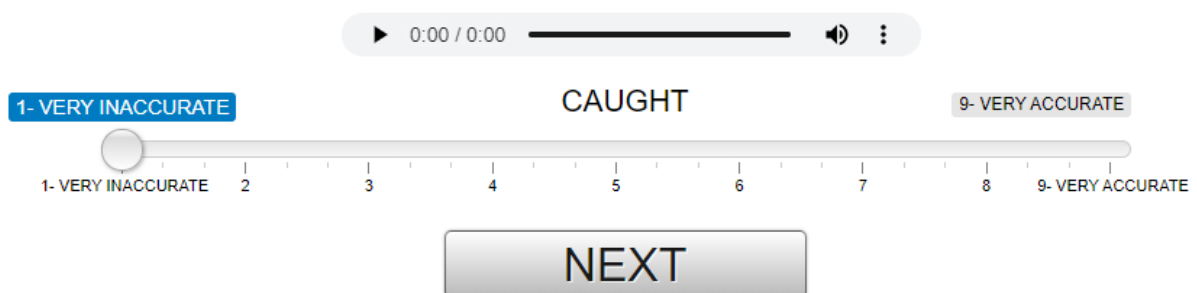 0:00 / 0:00
1- VERY INACCURATE CAUGHT 9- VERY ACCURATE
1- VERY INACCURATE 2 3 4 5 6 7 8 9- VERY ACCURATE
NEXT